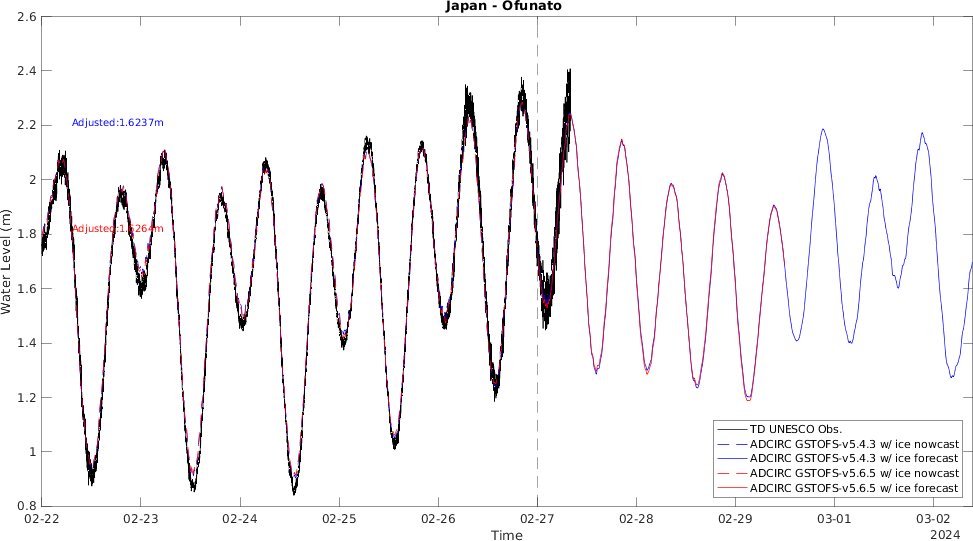 Japan - Ofunato
2.6
2.4
2.2
2
1.8
1.6
1.4
1.2
1
0.8
Water Level (m)
Adjusted:1.6237m
Adjusted:1.6264m
TD UNESCO Obs.
ADCIRC GSTOFS-v5.4.3 w/ ice nowcast
ADCIRC GSTOFS-v5.4.3 w/ ice forecast
ADCIRC GSTOFS-v5.6.5 w/ ice nowcast
ADCIRC GSTOFS-v5.6.5 w/ ice forecast
02-22 02-23 02-24 02-25 02-26 02-27 02-28 02-29 03-01 03-02
Time
2024